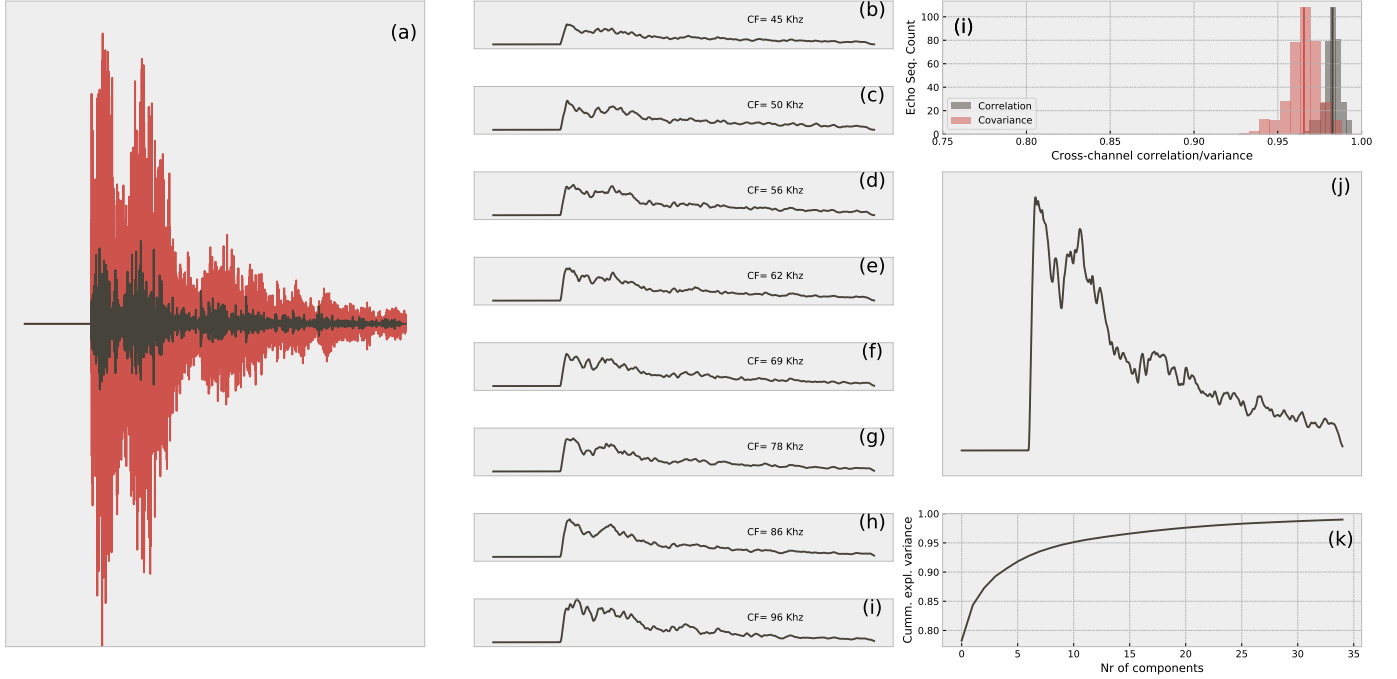 (a)
(b)
CF= 45 Khz
(c)
CF= 50 Khz
(d)
CF= 56 Khz
(e)
CF= 62 Khz
(f)
CF= 69 Khz
(g)
CF= 78 Khz
(h)
CF= 86 Khz
(i)
CF= 96 Khz
(i)
Echo Seq. Count
100
80
60
40
20
0
Correlation
Covariance
0.75 0.80 0.85 0.90 0.95 1.00
Cross-channel correlation/variance
(j)
(k)
Cumm. expl. variance
1.00
0.95
0.90
0.85
0.80
0 5 10 15 20 25 30 35
Nr of components